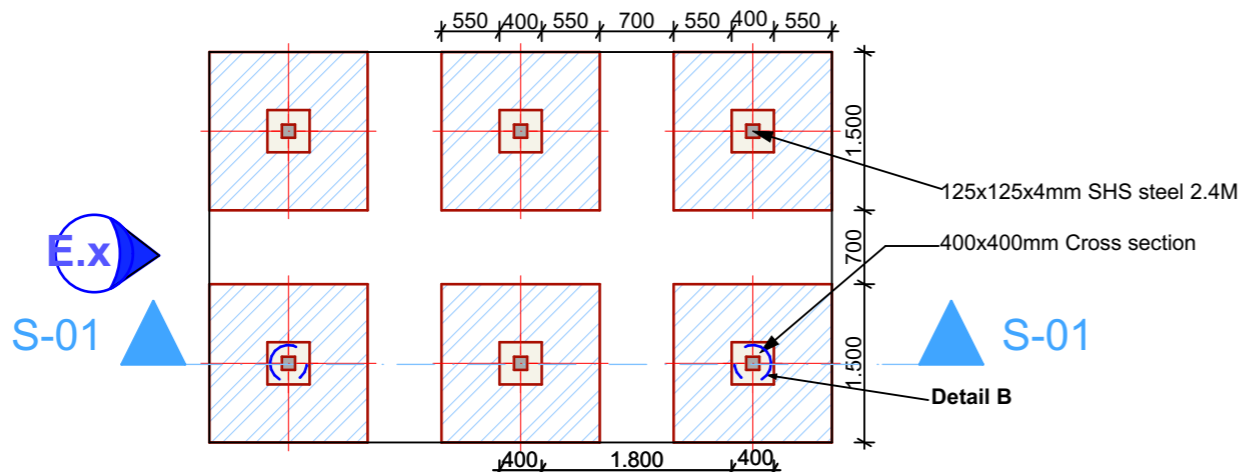 550 400 550 700 550 400 550
1.500
125x125x4mm SHS steel 2.4M
400x400mm Cross section
E.x
700
S-01
S-01
1.500
Detail B
400 1.800 400